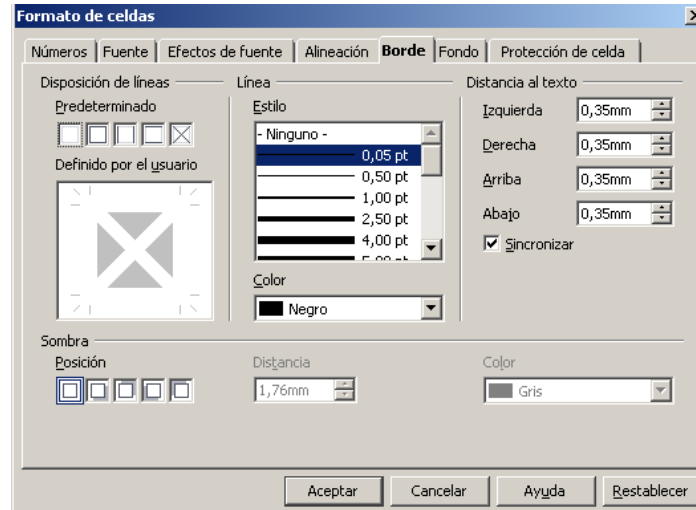 Formato de celdas
Números Fuente Efectos de fuente Alineación Borde Fondo Protección de celda
Disposición de líneas
Predeterminado
Definido por el usuario
Línea
Estilo
- Ninguno -
0,05 pt
0,50 pt
1,00 pt
2,50 pt
4,00 pt
Color
Negro
Distancia al texto
Izquierda 0,35mm
Derecha 0,35mm
Arriba 0,35mm
Abajo 0,35mm
Sincronizar
Sombra
Posición
Distancia
1,76mm
Color
Gris
Aceptar Cancelar Ayuda Restablecer